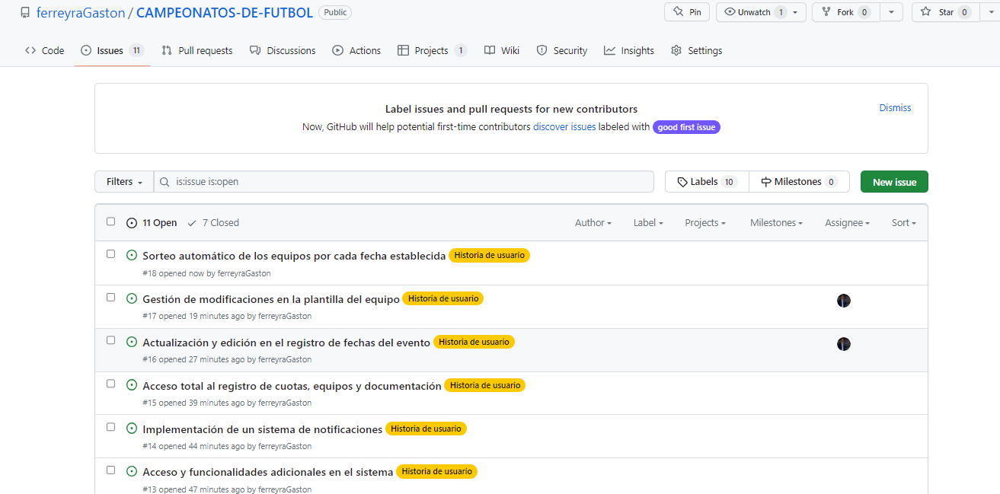 ferreyraGaston / CAMPEONATOS-DE-FUTBOL Public Pin Unwatch 1 Fork 0 Star 0
Code Issues 11 Pull requests Discussions Actions Projects 1 Wiki Security Insights Settings
Label issues and pull requests for new contributors
Dismiss
Now, GitHub will help potential first-time contributors discover issues labeled with good first issue
Filters is:issue is:open Labels 10 Milestones 0 New issue
11 Open 7 Closed Author Label Projects Milestones Assignee Sort
Sorteo automático de los equipos por cada fecha establecida Historia de usuario
#18 opened now by ferreyraGaston
Gestión de modificaciones en la plantilla del equipo Historia de usuario
#17 opened 19 minutes ago by ferreyraGaston
Actualización y edición en el registro de fechas del evento Historia de usuario
#16 opened 27 minutes ago by ferreyraGaston
Acceso total al registro de cuotas, equipos y documentación Historia de usuario
#15 opened 39 minutes ago by ferreyraGaston
Implementación de un sistema de notificaciones Historia de usuario
#14 opened 44 minutes ago by ferreyraGaston
Acceso y funcionalidades adicionales en el sistema Historia de usuario
#13 opened 47 minutes ago by ferreyraGaston